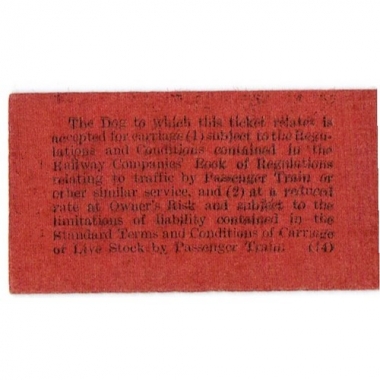 The Dog to which this ticket relates is
accepted for carriage (1) subject to the Regu-
lations and Conditions contained in the
Railway Companies' Book of Regulations
relating to traffic by Passenger Train or
other similar service, and (2) at a reduced
rate at Owner's Risk and subject to the
limitations of liability contained in the
Standard Terms and Conditions of Carriage
or Live Stock by Passenger Train. (14)